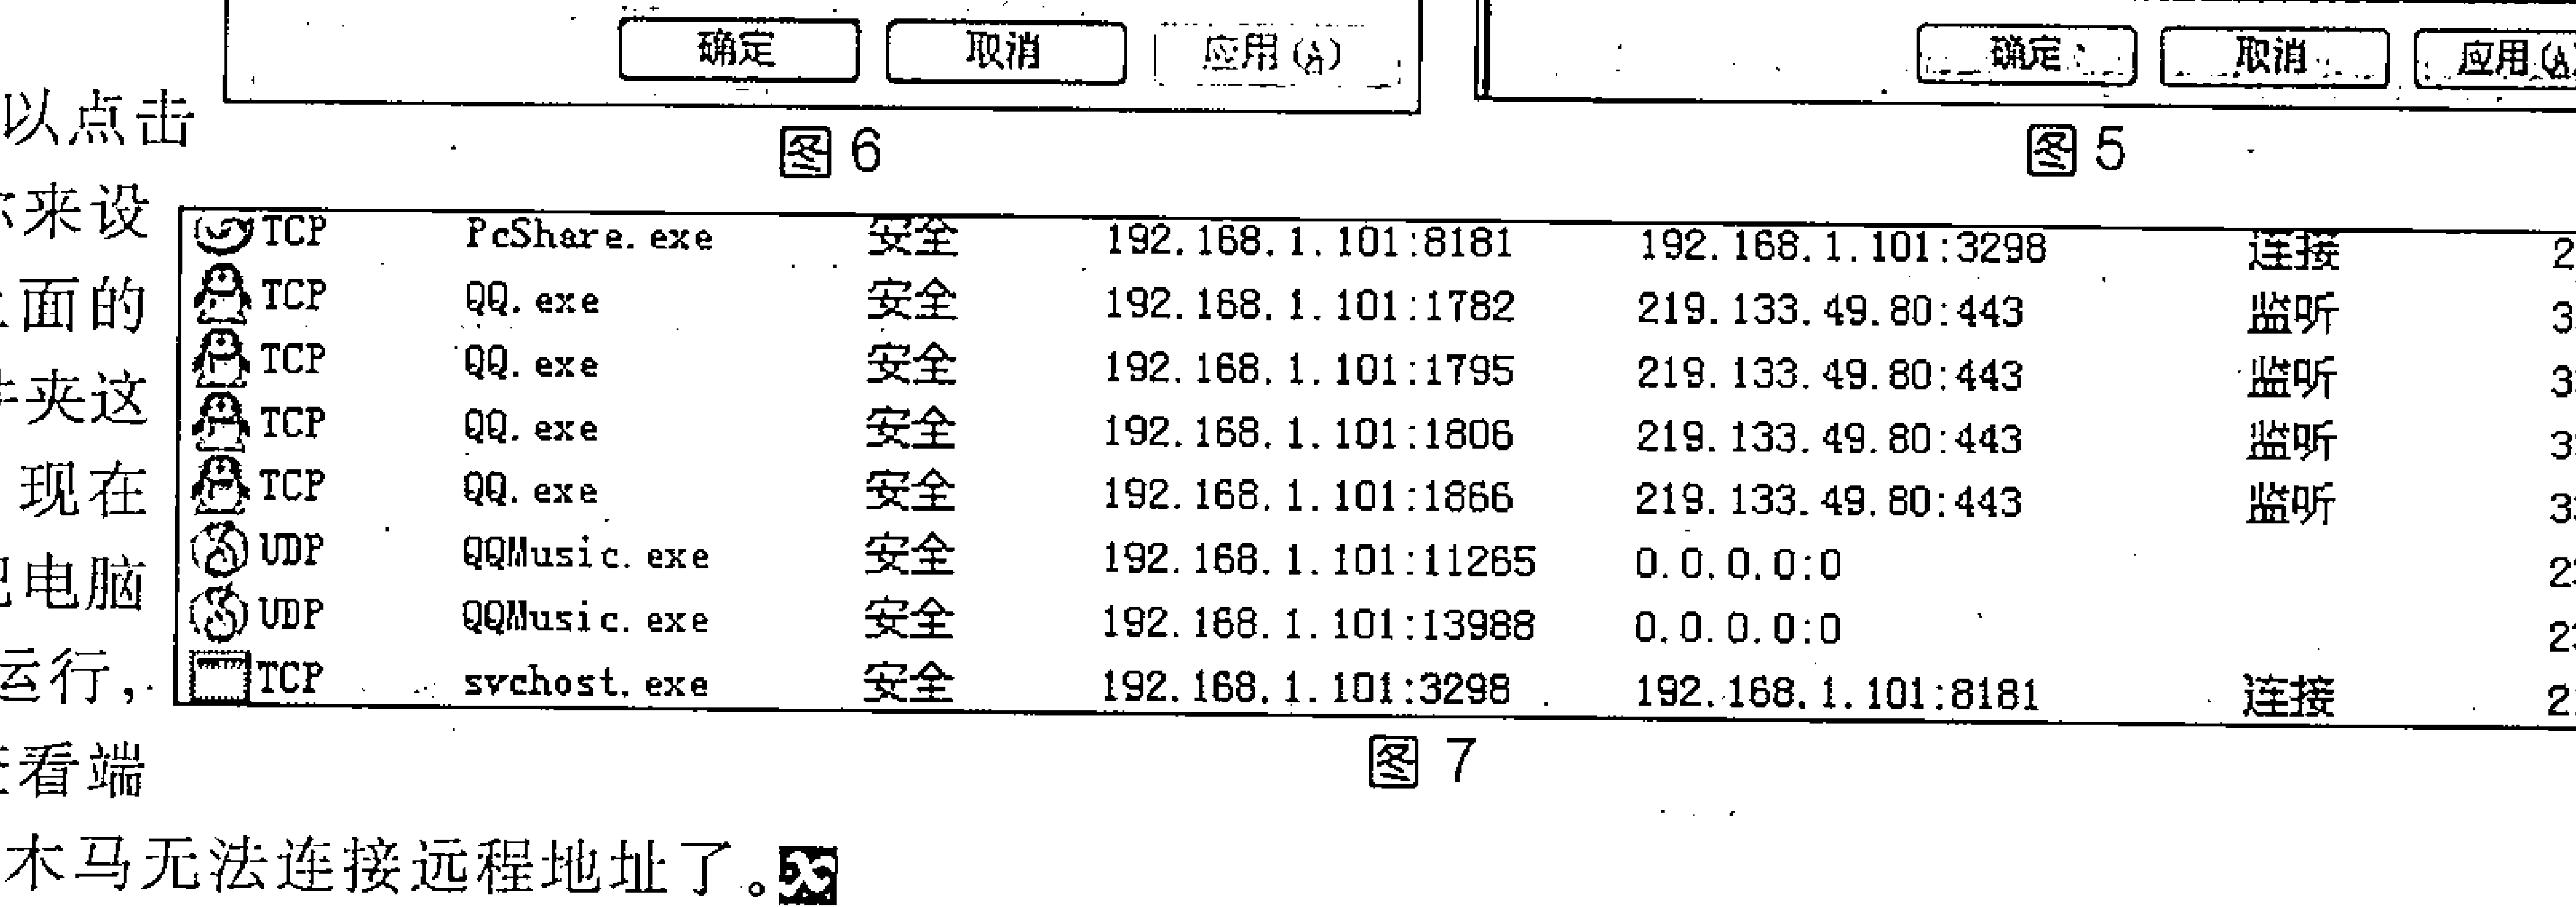 确定 取消 应用(A) 确定 取消 应用(A)
以点击
图 6 图 5
来设
面的
夹这
现在
电脑
运行，
看端
TCP PcShare.exe 安全 192.168.1.101:8181 192.168.1.101:3298 连接 2
TCP QQ.exe 安全 192.168.1.101:1782 219.133.49.80:443 监听 3
TCP QQ.exe 安全 192.168.1.101:1795 219.133.49.80:443 监听 3
TCP QQ.exe 安全 192.168.1.101:1806 219.133.49.80:443 监听 3
TCP QQ.exe 安全 192.168.1.101:1866 219.133.49.80:443 监听 3
UDP QQMusic.exe 安全 192.168.1.101:11265 0.0.0.0:0 2
UDP QQMusic.exe 安全 192.168.1.101:13988 0.0.0.0:0 2
TCP svchost.exe 安全 192.168.1.101:3298 192.168.1.101:8181 连接 2
图 7
木马无法连接远程地址了。